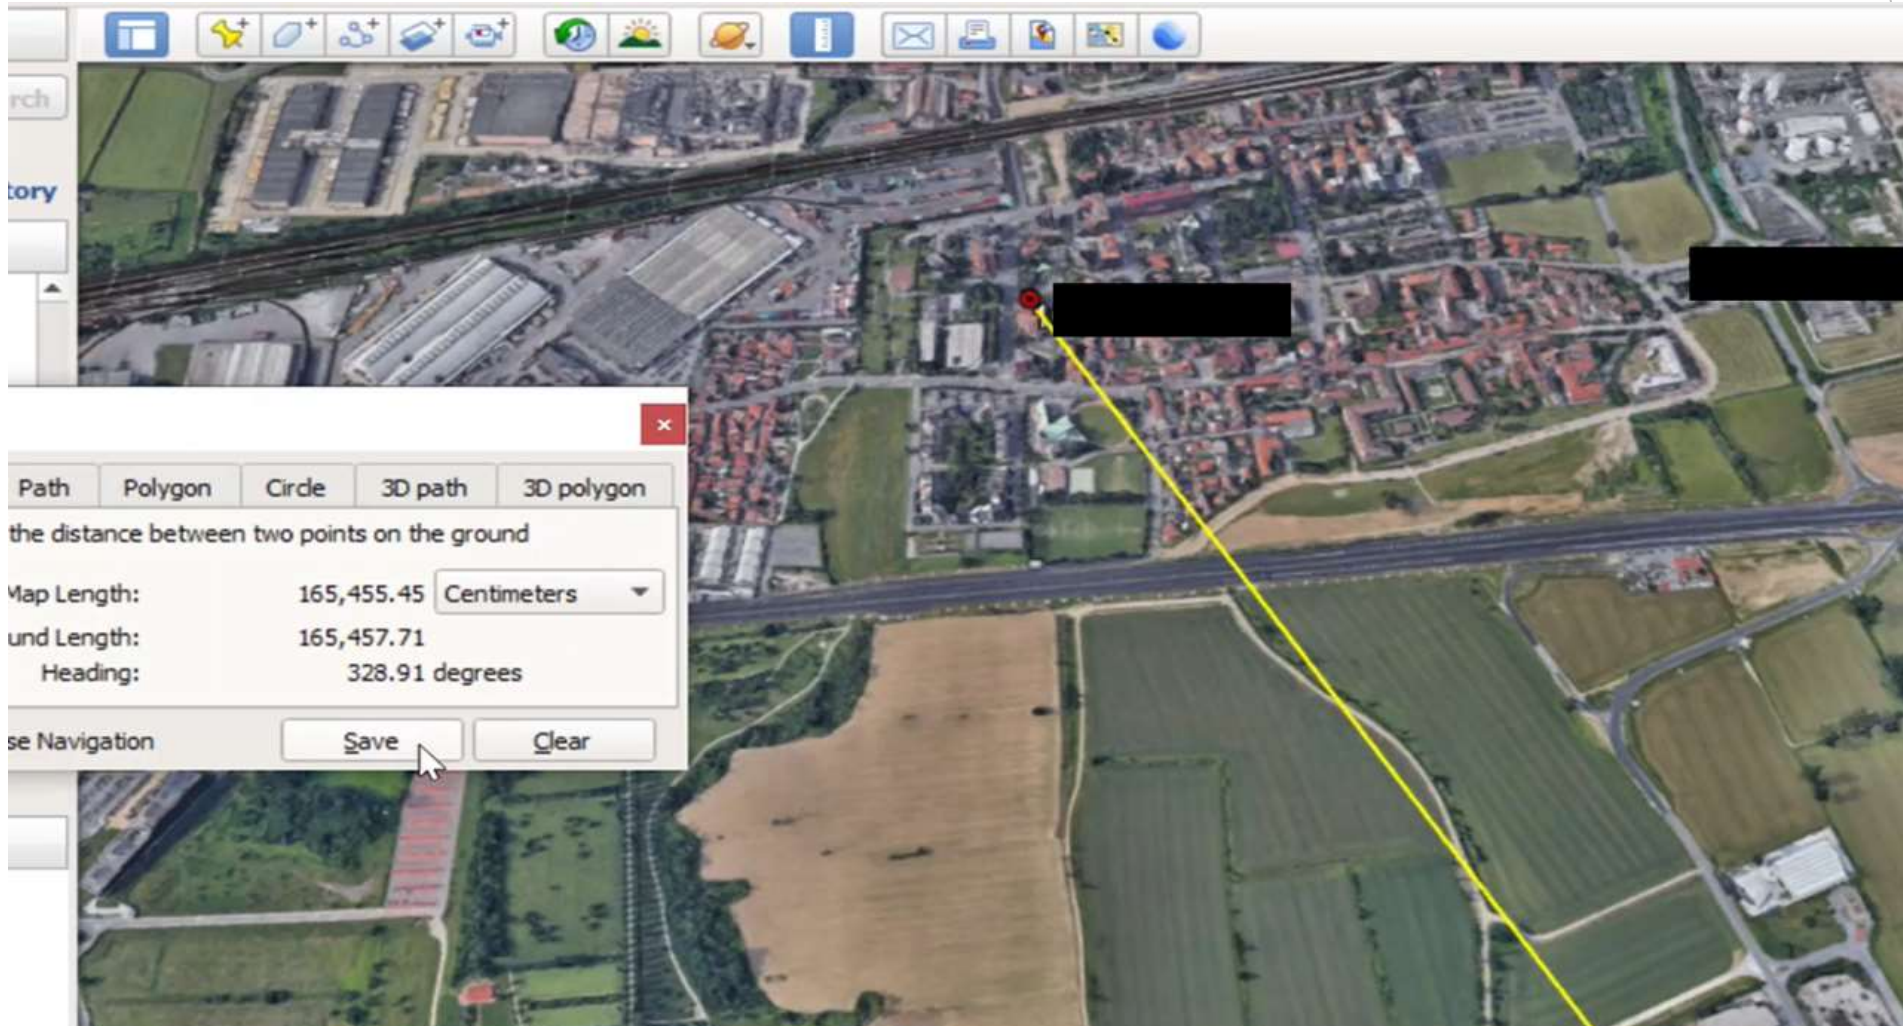 rch
tory
Path Polygon Circle 3D path 3D polygon
the distance between two points on the ground
Map Length: 165,455.45 Centimeters
und Length: 165,457.71
Heading: 328.91 degrees
se Navigation Save Clear